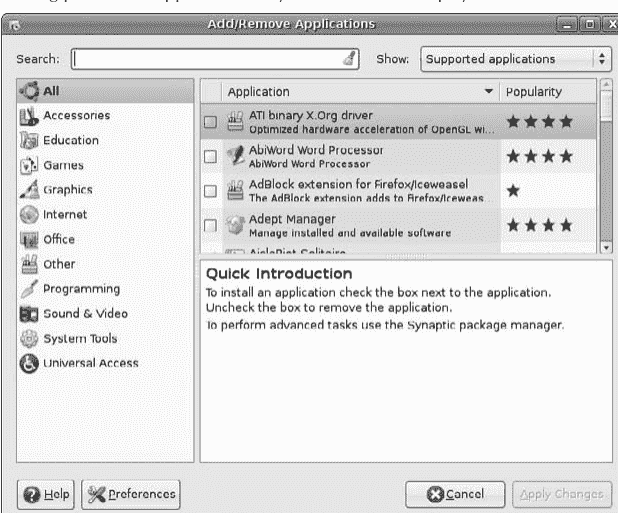 Add/Remove Applications
Search:
Show: Supported applications
All
Accessories
Education
Games
Graphics
Internet
Office
Other
Programming
Sound & Video
System Tools
Universal Access
Application Popularity
ATI binary X.Org driver
Optimized hardware acceleration of OpenGL wi...
AbiWord Word Processor
AbiWord Word Processor
AdBlock extension for Firefox/Iceweasel
The AdBlock extension adds to Firefox/Iceweas...
Adept Manager
Manage installed and available software
Quick Introduction
To install an application check the box next to the application.
Uncheck the box to remove the application.
To perform advanced tasks use the Synaptic package manager.
Help
Preferences
Cancel
Apply Changes